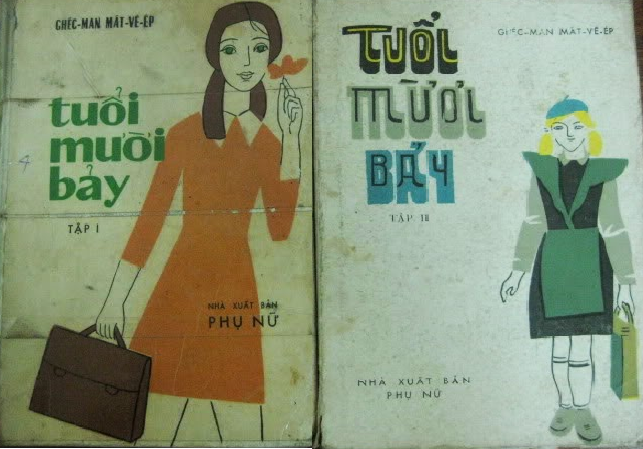 GHÉC-MAN MÁT-VÊ-ÉP
tuổi
mười
bảy
TẬP I
4
NHÀ XUẤT BẢN
PHỤ NỮ
GHÉC-MAN MÁT-VÊ-ÉP
TUỔI
MƯỜI
BẢY
TẬP III
NHÀ XUẤT BẢN
PHỤ NỮ